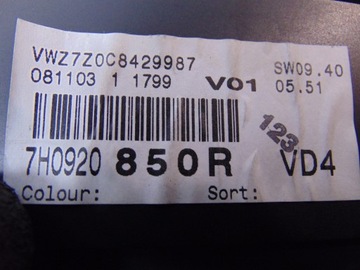 VWZ7Z0C8429987
081103 1 1799 V01
SW09.40
05.51
123
7H0920 850R VD4
Colour: Sort: